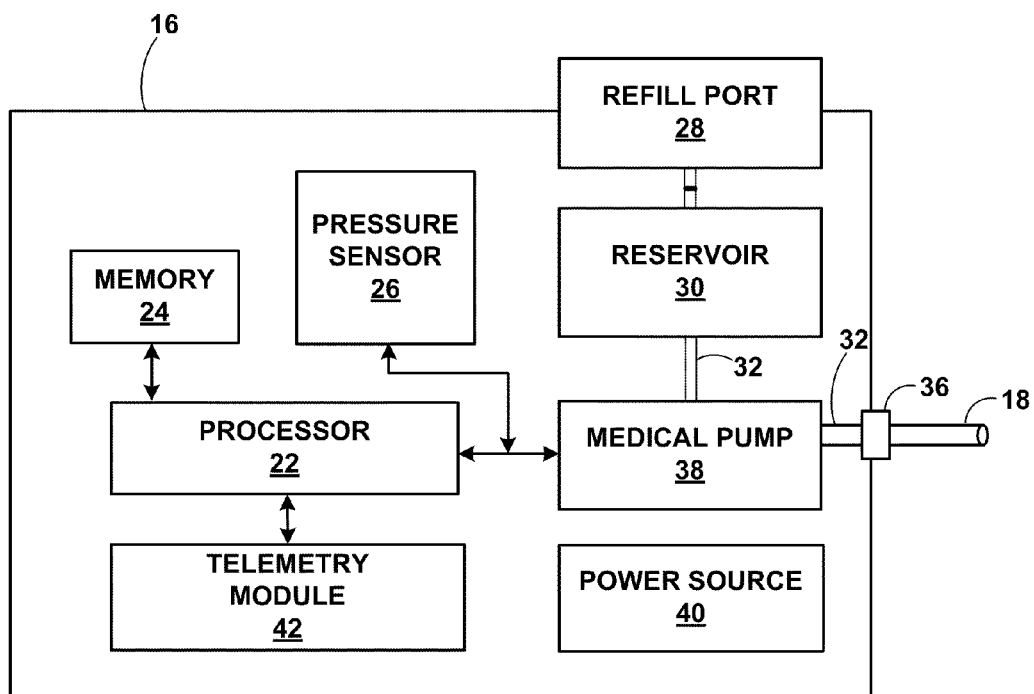 16
REFILL PORT
28
PRESSURE
SENSOR
26
RESERVOIR
30
MEMORY
24
32
32
36
18
PROCESSOR
22
MEDICAL PUMP
38
TELEMETRY
MODULE
42
POWER SOURCE
40